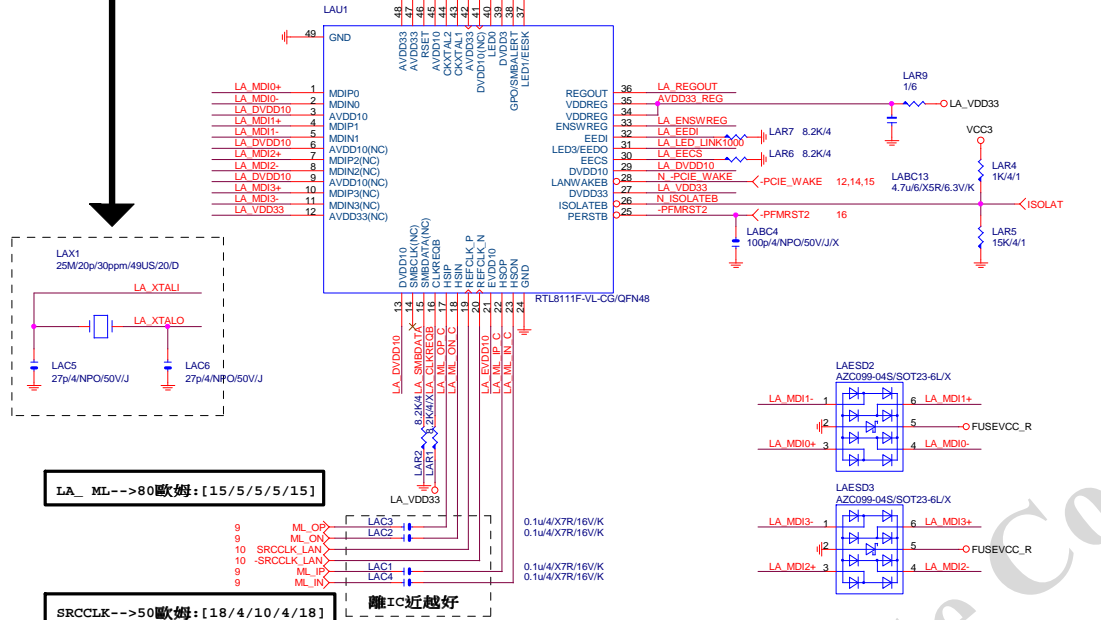 LAU1
48
47
46
45
44
43
42
41
40
39
38
37
AVDD33
AVDD33
RSET
AVDD10
CKXTAL2
CKXTAL1
AVDD33
DVDD10(NC)
LED0
DVDD3
GPO/SMBALERT
LED1/EESK
49
GND
LA_MDI0+ 1 MDIP0
LA_MDI0- 2 MDIN0
LA_DVDD10 3 AVDD10
LA_MDI1+ 4 MDIP1
LA_MDI1- 5 MDIN1
LA_DVDD10 6 AVDD10(NC)
LA_MDI2+ 7 MDIP2(NC)
LA_MDI2- 8 MDIN2(NC)
LA_DVDD10 9 AVDD10(NC)
LA_MDI3+ 10 MDIP3(NC)
LA_MDI3- 11 MDIN3(NC)
LA_VDD33 12 AVDD33(NC)
REGOUT 36 LA_REGOUT
VDDREG 35 AVDD33_REG
VDDREG 34
ENSWREG 33 LA_ENSWREG
EEDI 32 LA_EEDI
LED3/EEDO 31 LA_LED_LINK1000
EECS 30 LA_EECS
DVDD10 29 LA_DVDD10
LANWAKEB 28 N_-PCIE_WAKE
DVDD33 27 LA_VDD33
ISOLATEB 26 N_ISOLATEB
PERSTB 25 -PFMRST2
LAR9
1/6
LA_VDD33
LAR7 8.2K/4
LAR6 8.2K/4
VCC3
LAR4
1K/4/1
LABC13
4.7u/6/X5R/6.3V/K
-PCIE_WAKE 12,14,15
ISOLAT
-PFMRST2 16
LABC4
100p/4/NPO/50V/J/X
LAR5
15K/4/1
DVDD10
SMBCLK(NC)
SMBDATA(NC)
CLKREQB
HSIP
HSIN
REFCLK_P
REFCLK_N
EVDD10
HSOP
HSON
GND
RTL8111F-VL-CG/QFN48
13
14
15
16
17
18
19
20
21
22
23
24
LA_DVDD10
LA_SMBDATA
LA_CLKREQB
LA_ML_OP_C
LA_ML_ON_C
LA_EVDD10
LA_ML_IP_C
LA_ML_IN_C
LAR2 8.2K/4
LAR1 8.2K/4/X
LA_VDD33
LAX1
25M/20p/30ppm/49US/20/D
LA_XTALI
LA_XTALO
LAC5
27p/4/NPO/50V/J
LAC6
27p/4/NPO/50V/J
LA_ ML-->80歐姆:[15/5/5/5/15]
9 ML_OP LAC3 0.1u/4/X7R/16V/K
9 ML_ON LAC2 0.1u/4/X7R/16V/K
10 SRCCLK_LAN
10 -SRCCLK_LAN
9 ML_IP LAC1 0.1u/4/X7R/16V/K
9 ML_IN LAC4 0.1u/4/X7R/16V/K
離IC近越好
SRCCLK-->50歐姆:[18/4/10/4/18]
LAESD2
AZC099-04S/SOT23-6L/X
LA_MDI1- 1 6 LA_MDI1+
2 5 FUSEVCC_R
LA_MDI0+ 3 4 LA_MDI0-
LAESD3
AZC099-04S/SOT23-6L/X
LA_MDI3- 1 6 LA_MDI3+
2 5 FUSEVCC_R
LA_MDI2+ 3 4 LA_MDI2-